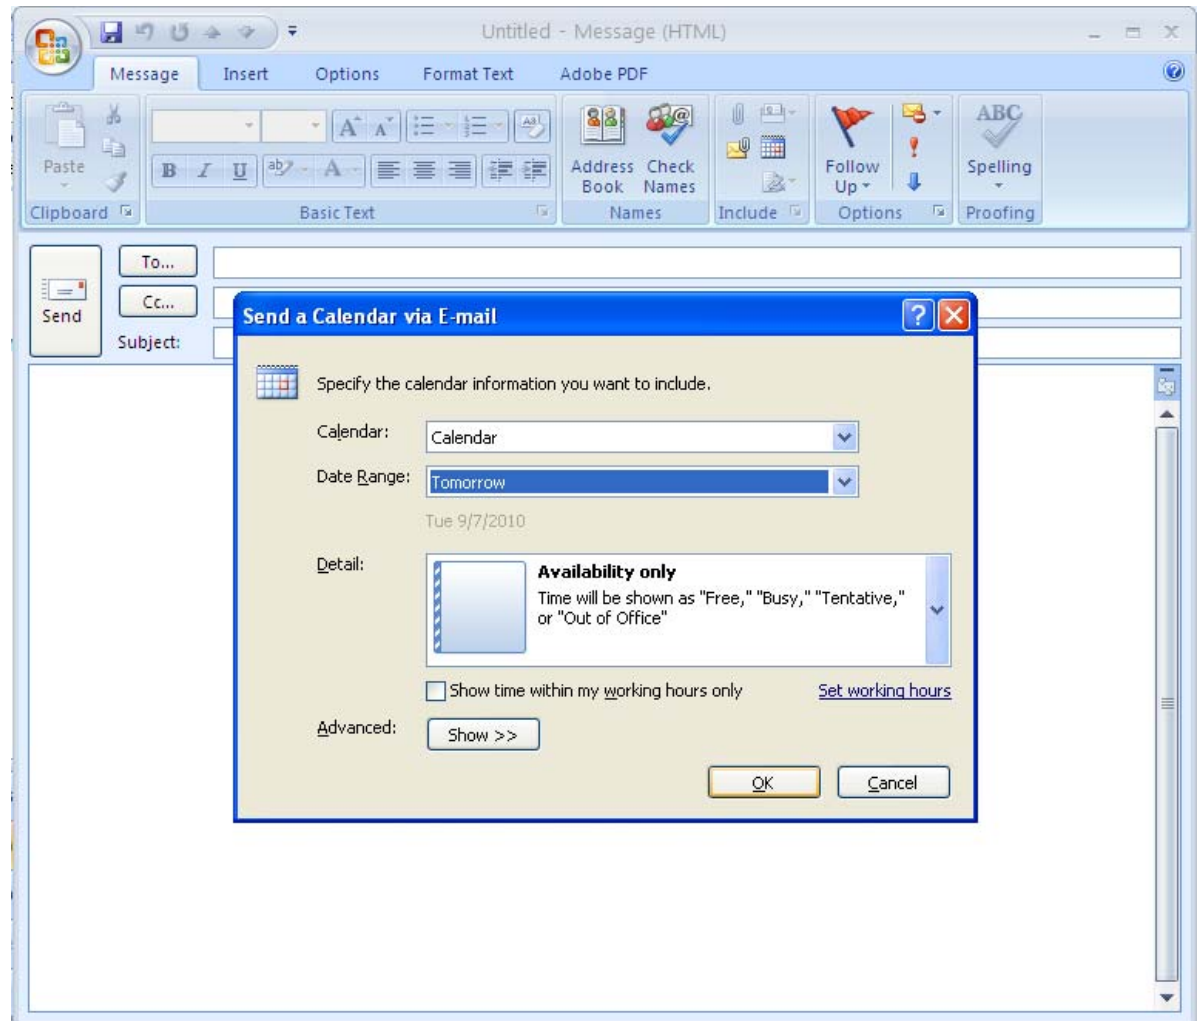 Untitled - Message (HTML)
Message Insert Options Format Text Adobe PDF
Paste
B I U ab A
Address Book
Check Names
Follow Up
ABC
Spelling
Clipboard Basic Text Names Include Options Proofing
To...
Send
Cc...
Subject:
Send a Calendar via E-mail
Specify the calendar information you want to include.
Calendar: Calendar
Date Range: Tomorrow
Tue 9/7/2010
Detail: Availability only
Time will be shown as "Free," "Busy," "Tentative,"
or "Out of Office"
Show time within my working hours only Set working hours
Advanced: Show >>
OK Cancel